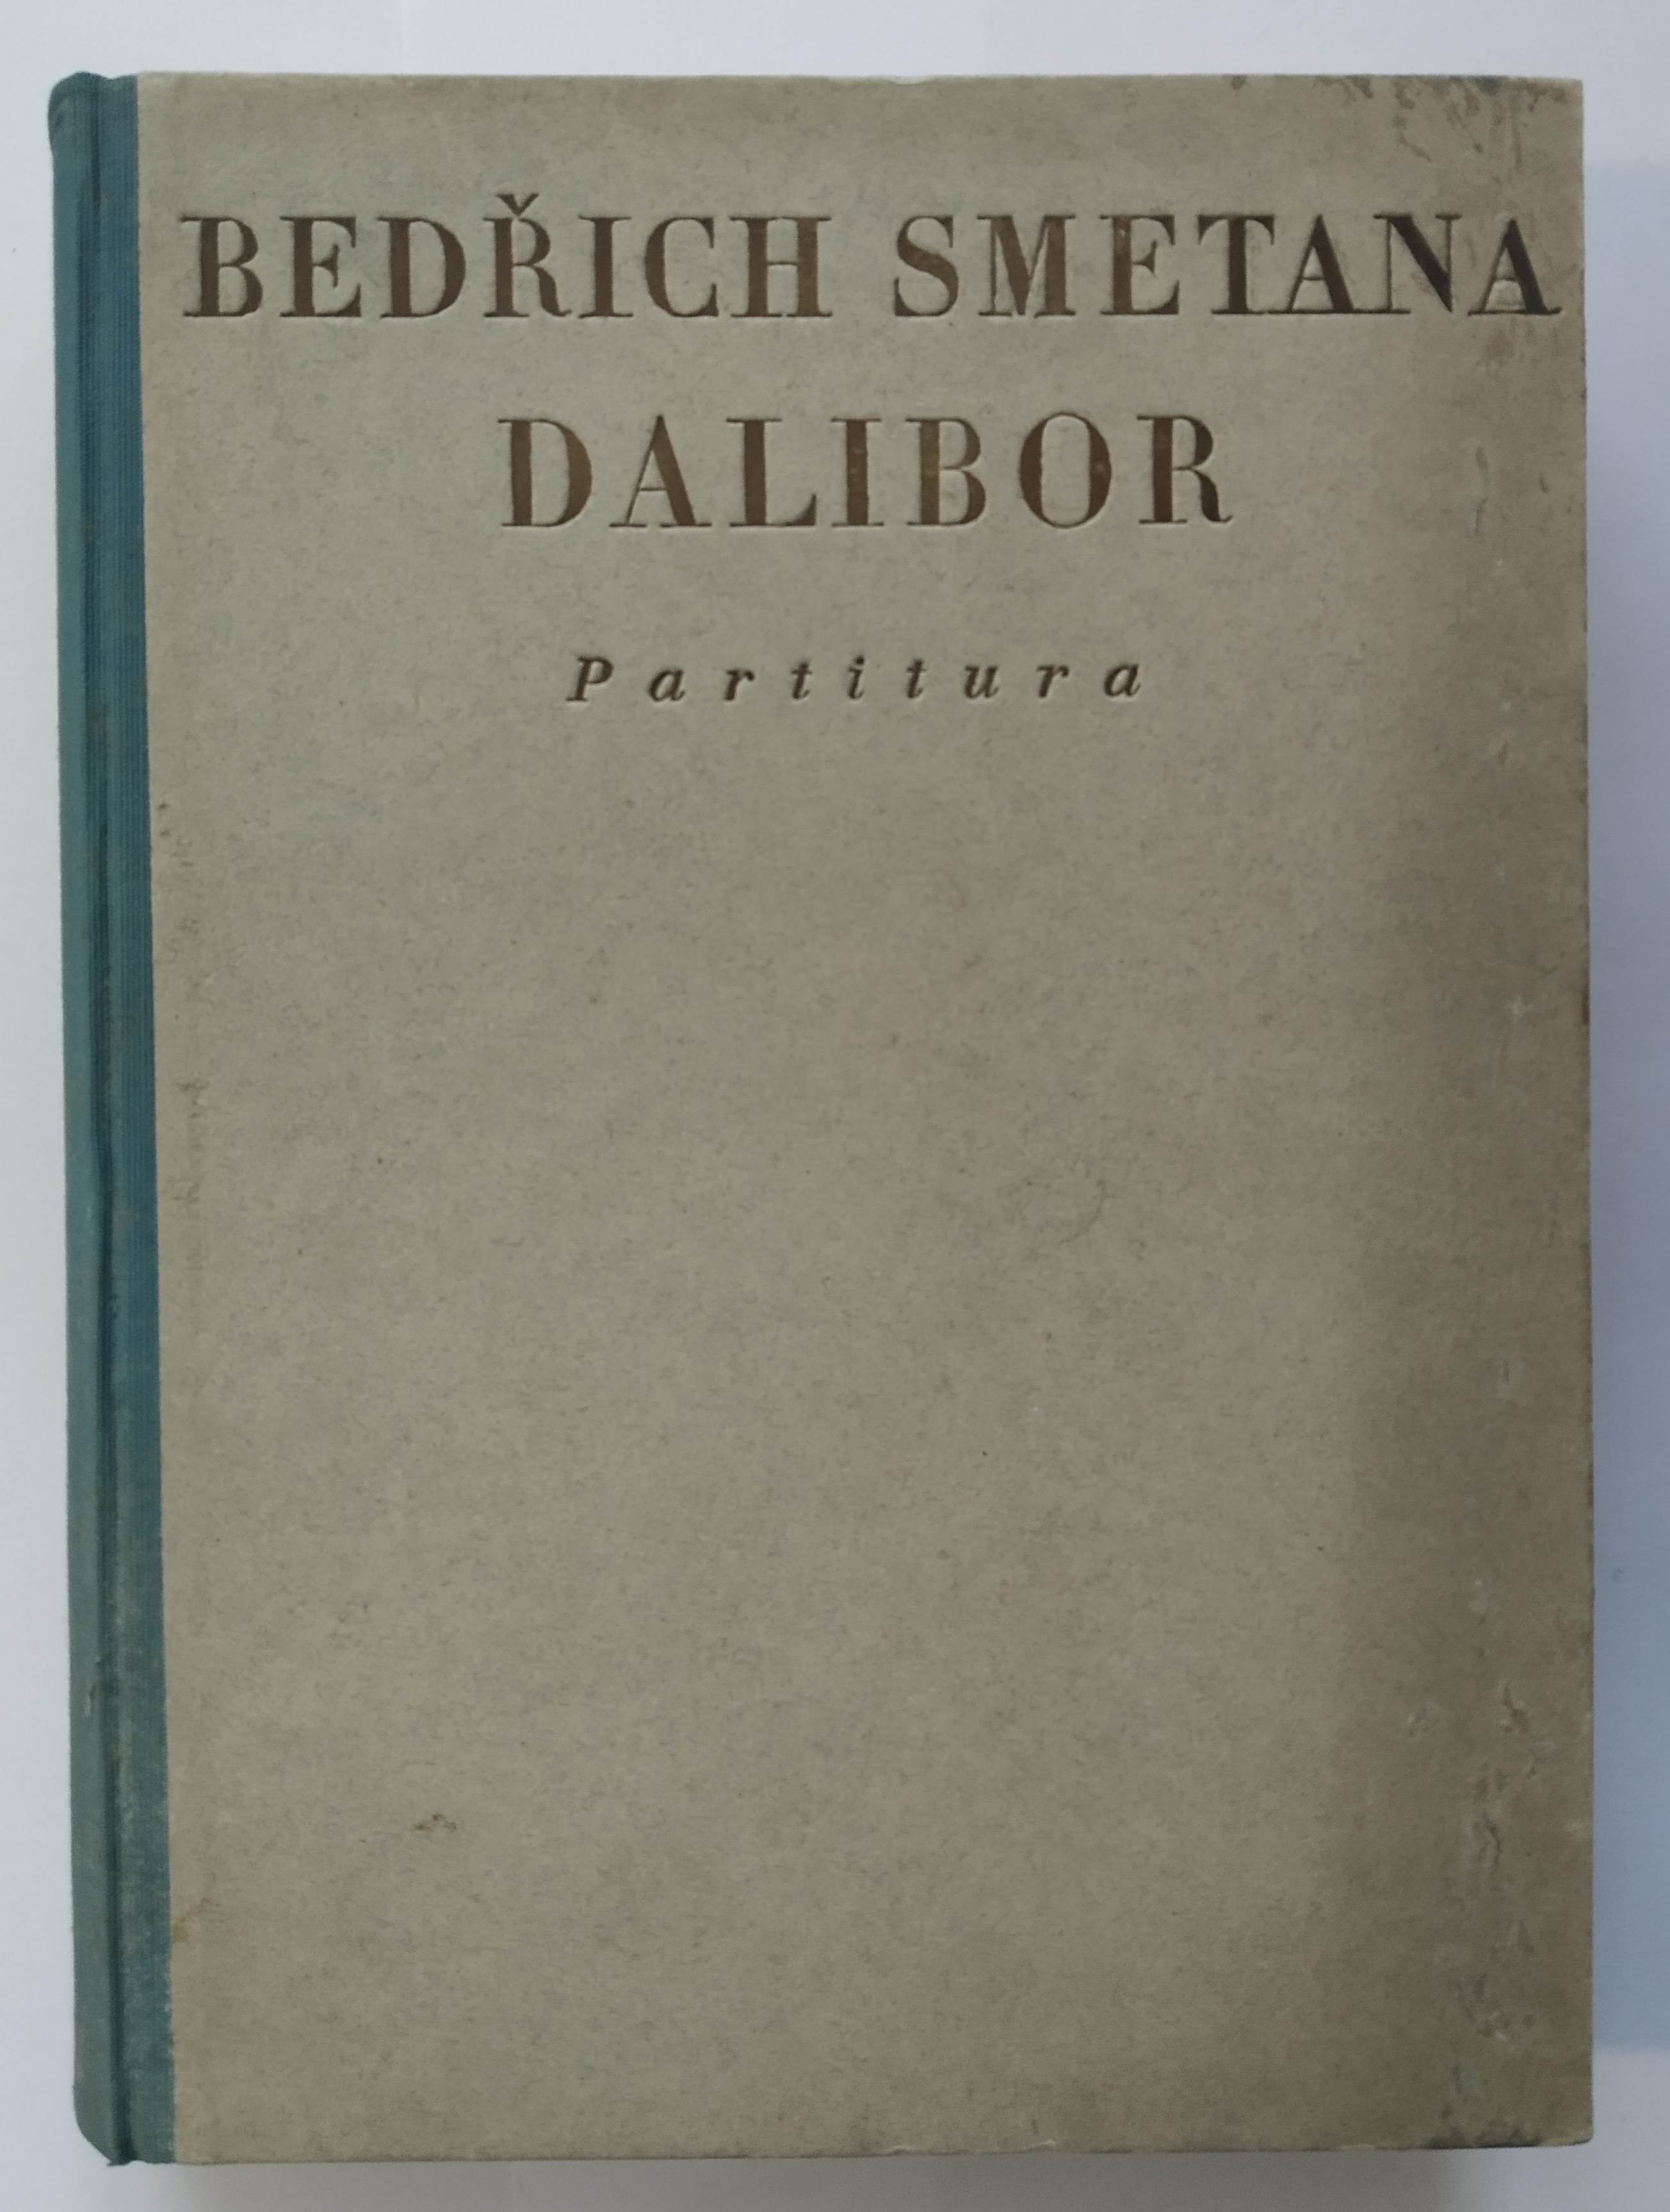 BEDŘICH SMETANA
DALIBOR
Partitura